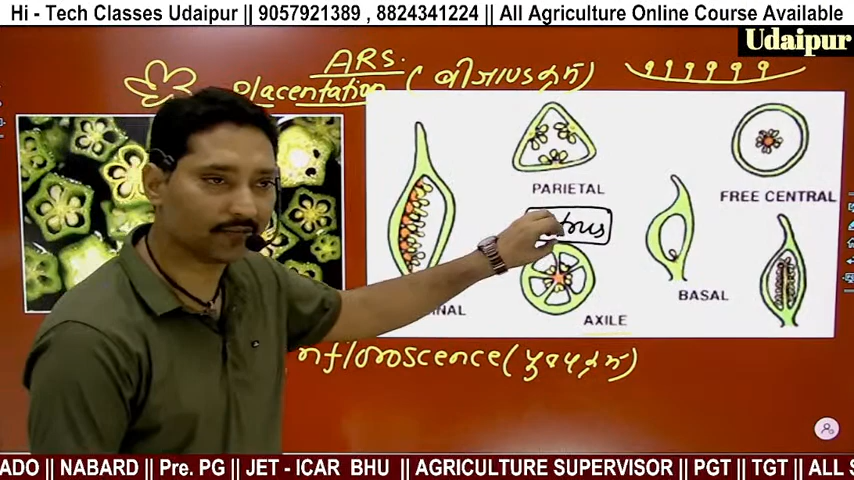 Hi - Tech Classes Udaipur || 9057921389 , 8824341224 || All Agriculture Online Course Available
Udaipur
ARS.
Placentation (बीजाण्डन्यास)
PARIETAL
FREE CENTRAL
BASAL
AXILE
nfloroscence (पुष्पक्रम)
ADO || NABARD || Pre. PG || JET - ICAR BHU || AGRICULTURE SUPERVISOR || PGT || TGT || ALL S